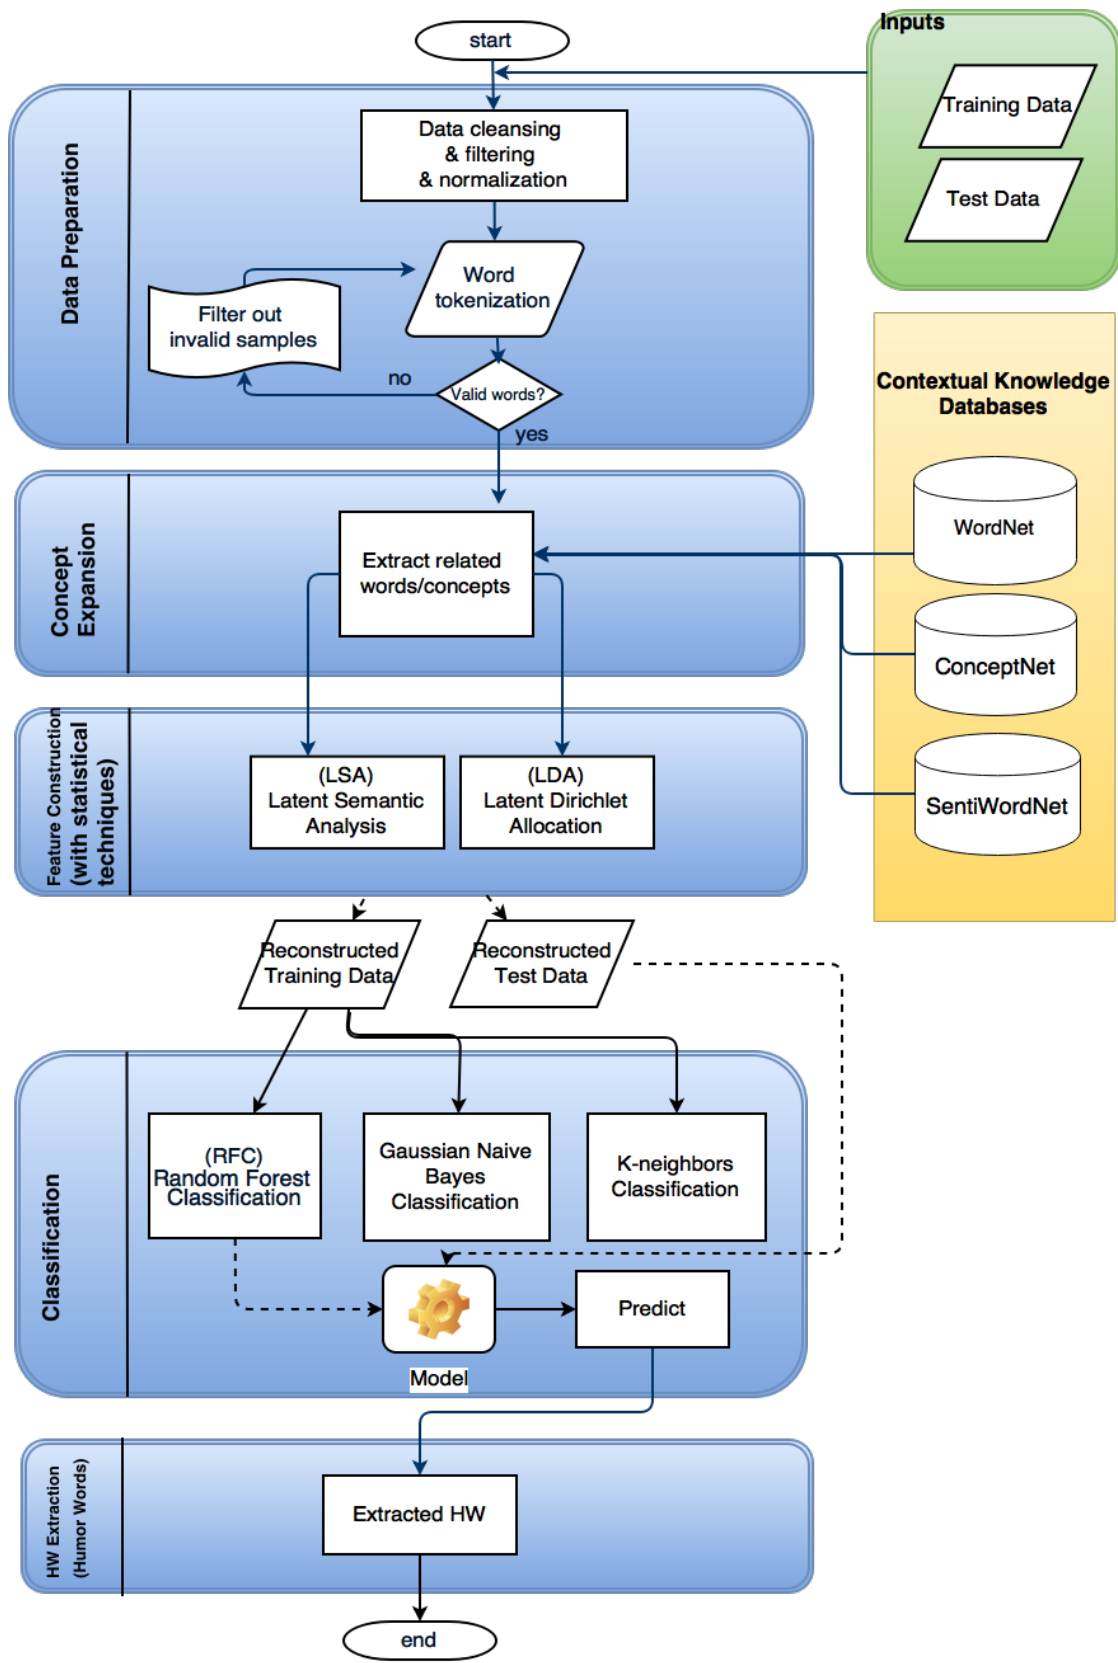 start
Inputs
Training Data
Test Data
Data Preparation
Data cleansing
& filtering
& normalization
Word
tokenization
Filter out
invalid samples
no
Valid words?
yes
Contextual Knowledge
Databases
WordNet
ConceptNet
SentiWordNet
Concept
Expansion
Extract related
words/concepts
Feature Construction
(with statistical
techniques)
(LSA)
Latent Semantic
Analysis
(LDA)
Latent Dirichlet
Allocation
Reconstructed
Training Data
Reconstructed
Test Data
Classification
(RFC)
Random Forest
Classification
Gaussian Naive
Bayes
Classification
K-neighbors
Classification
Model
Predict
HW Extraction
(Humor Words)
Extracted HW
end